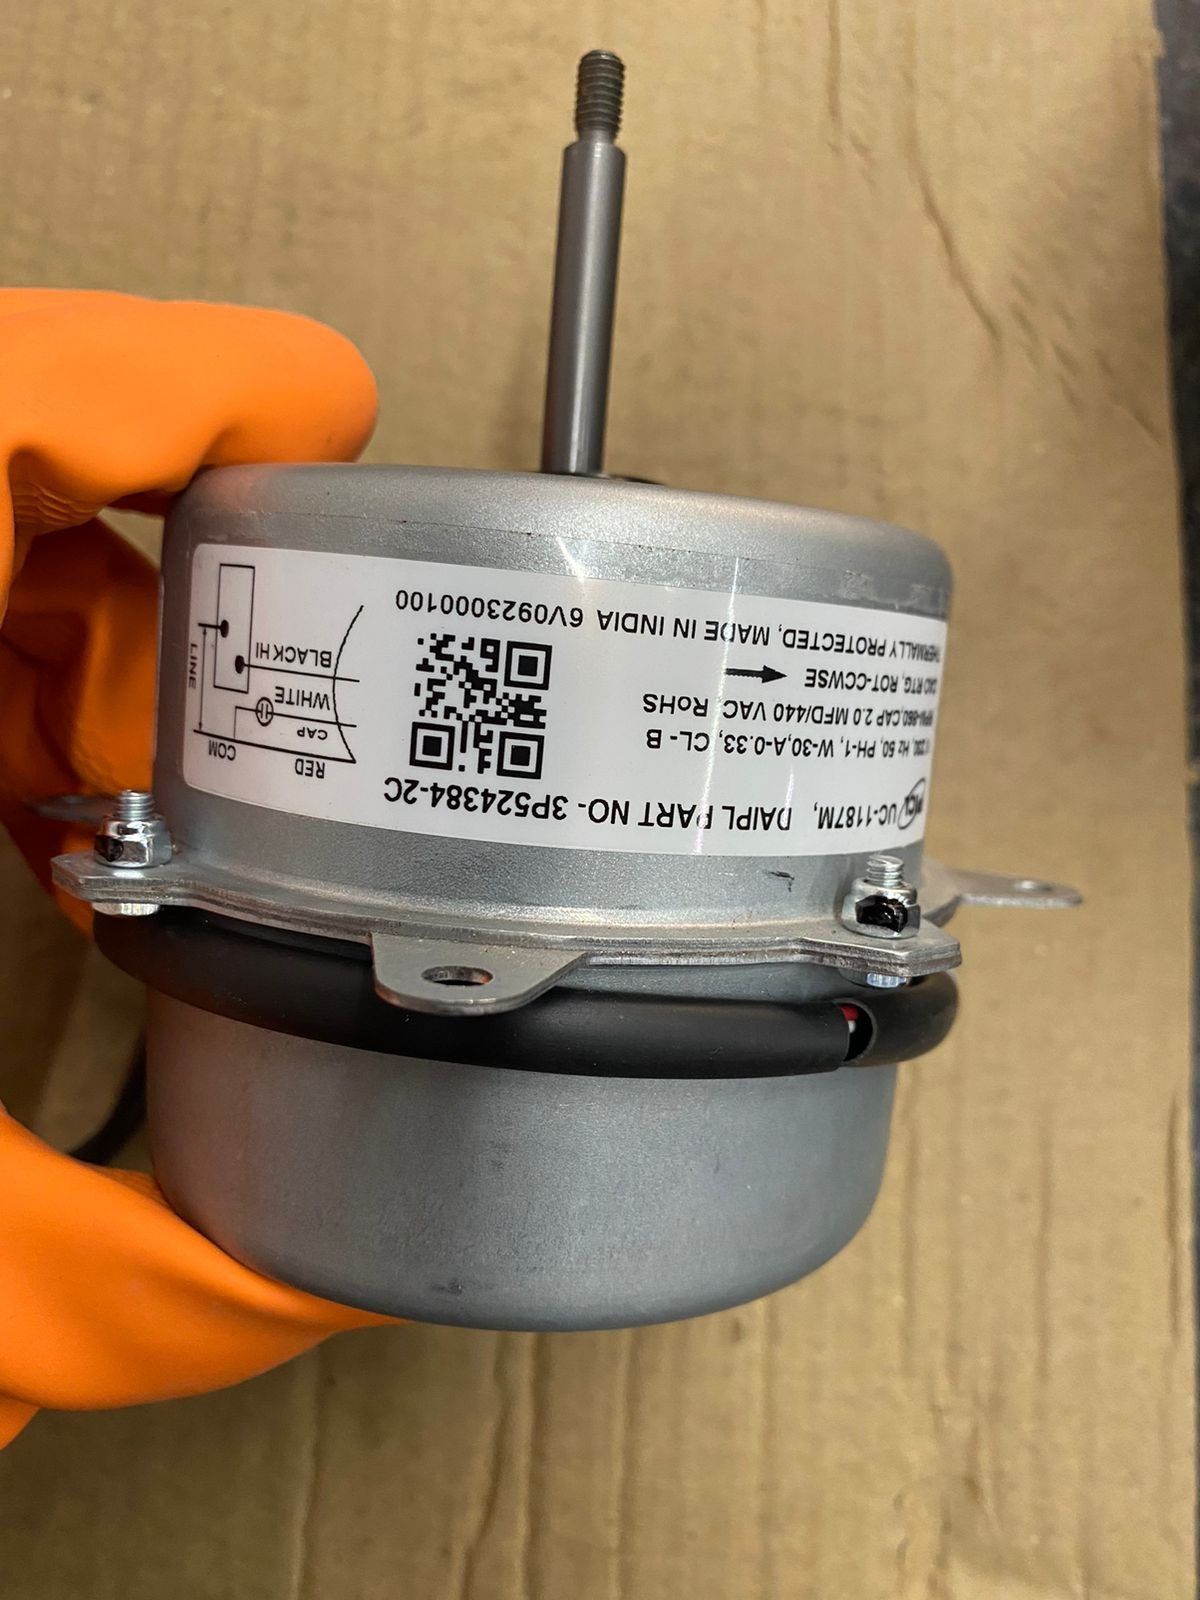 UC-1187M, DAIPL PART NO- 3P524384-2C
230, Hz 50, PH-1, W-30,A-0.33, CL- B
RPM-860,CAP 2.0 MFD/440 VAC, RoHS
RTG, ROT-CCWSE
THERMALLY PROTECTED, MADE IN INDIA 6V0923000100
RED
COM
CAP
WHITE
BLACK HI
LINE